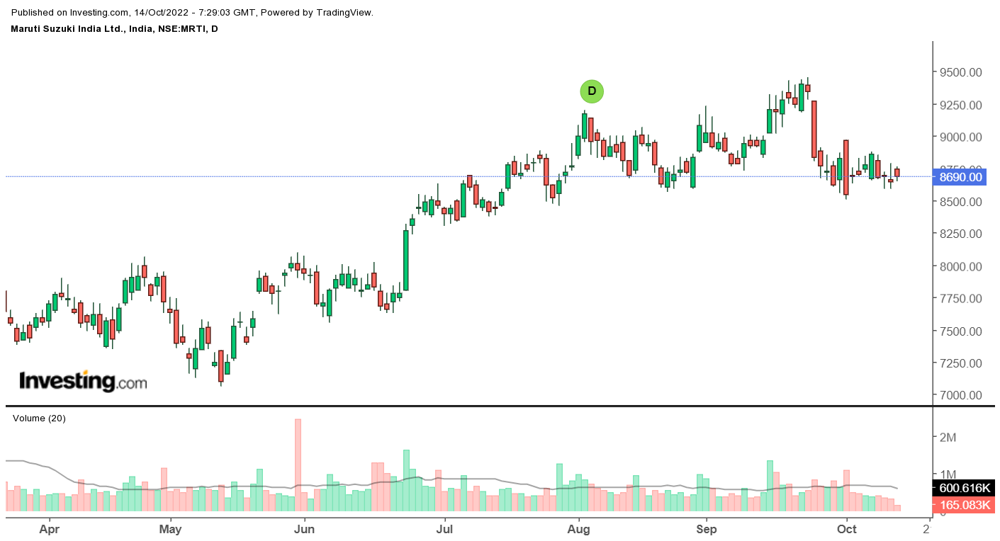 Published on Investing.com, 14/Oct/2022 - 7:29:03 GMT, Powered by TradingView.
Maruti Suzuki India Ltd., India, NSE:MRTI, D
D
9500.00
9250.00
9000.00
8690.00
8500.00
8250.00
8000.00
7750.00
7500.00
7250.00
7000.00
Investing.com
Volume (20)
2M
1M
600.616K
165.083K
Apr May Jun Jul Aug Sep Oct